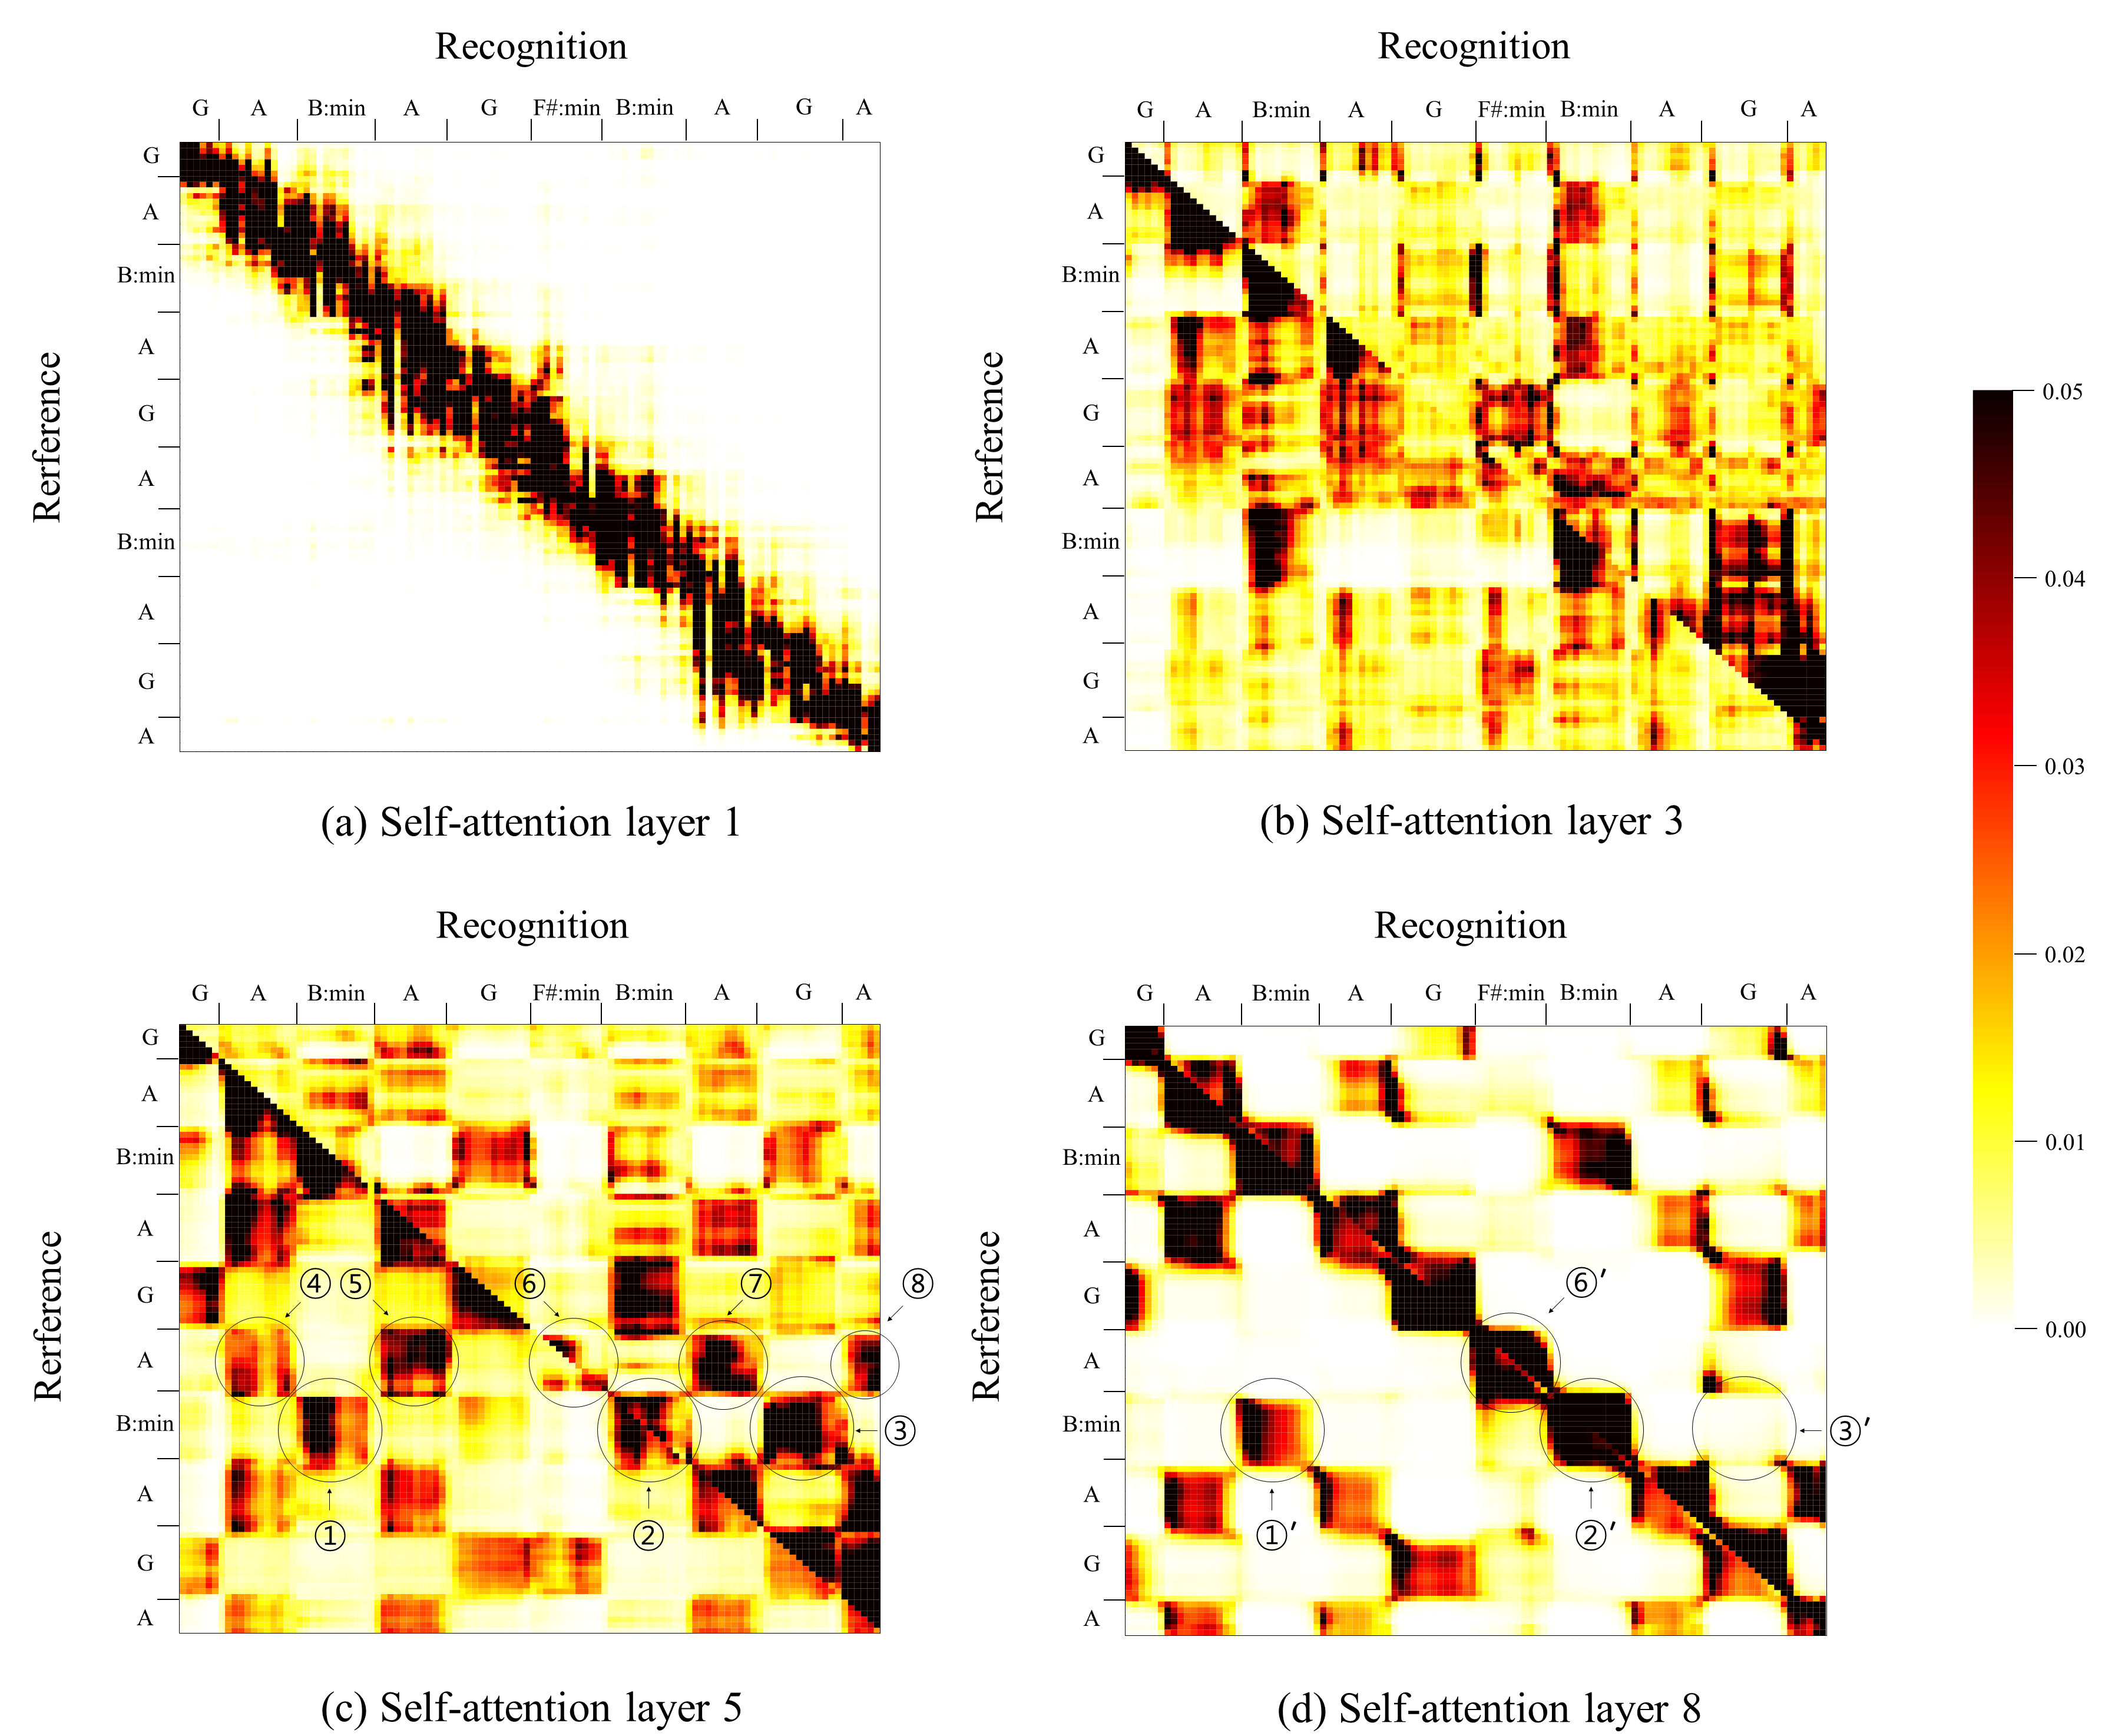 Recognition
G A B:min A G F#:min B:min A G A
Rerference
G
A
B:min
A
G
A
B:min
A
G
A
(a) Self-attention layer 1
Recognition
G A B:min A G F#:min B:min A G A
Rerference
G
A
B:min
A
G
A
B:min
A
G
A
(b) Self-attention layer 3
0.05
0.04
0.03
0.02
0.01
0.00
Recognition
G A B:min A G F#:min B:min A G A
Rerference
G
A
B:min
A
G
A
B:min
A
G
A
④ ⑤ ⑥ ⑦ ⑧
③
① ②
(c) Self-attention layer 5
Recognition
G A B:min A G F#:min B:min A G A
Rerference
G
A
B:min
A
G
A
B:min
A
G
A
⑥′
③′
①′ ②′
(d) Self-attention layer 8